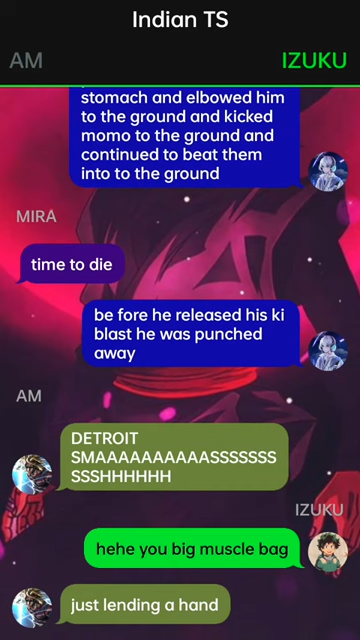 Indian TS
AM
IZUKU
stomach and elbowed him
to the ground and kicked
momo to the ground and
continued to beat them
into to the ground
MIRA
time to die
be fore he released his ki
blast he was punched
away
AM
DETROIT
SMAAAAAAAAAASSSSSSS
SSSHHHHHH
IZUKU
hehe you big muscle bag
just lending a hand